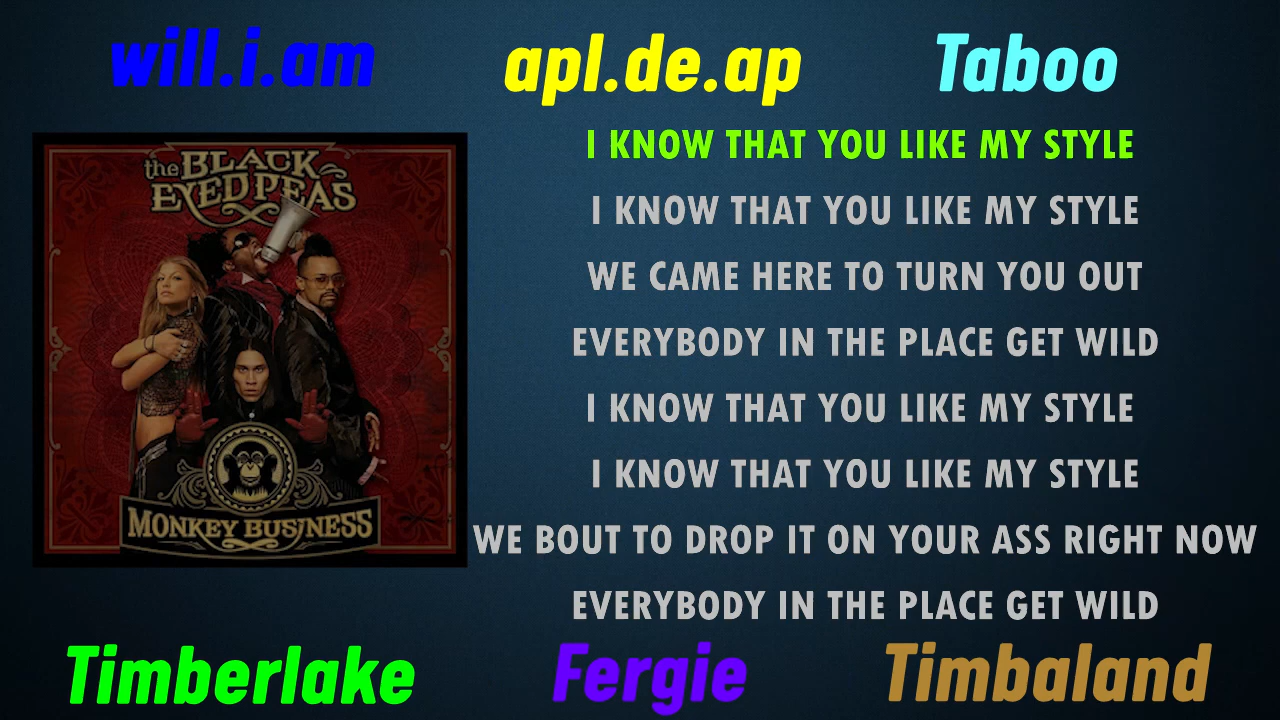 will.i.am
apl.de.ap
Taboo
the BLACK
EYED PEAS
MONKEY BUSINESS
I KNOW THAT YOU LIKE MY STYLE
I KNOW THAT YOU LIKE MY STYLE
WE CAME HERE TO TURN YOU OUT
EVERYBODY IN THE PLACE GET WILD
I KNOW THAT YOU LIKE MY STYLE
I KNOW THAT YOU LIKE MY STYLE
WE BOUT TO DROP IT ON YOUR ASS RIGHT NOW
EVERYBODY IN THE PLACE GET WILD
Timberlake
Fergie
Timbaland